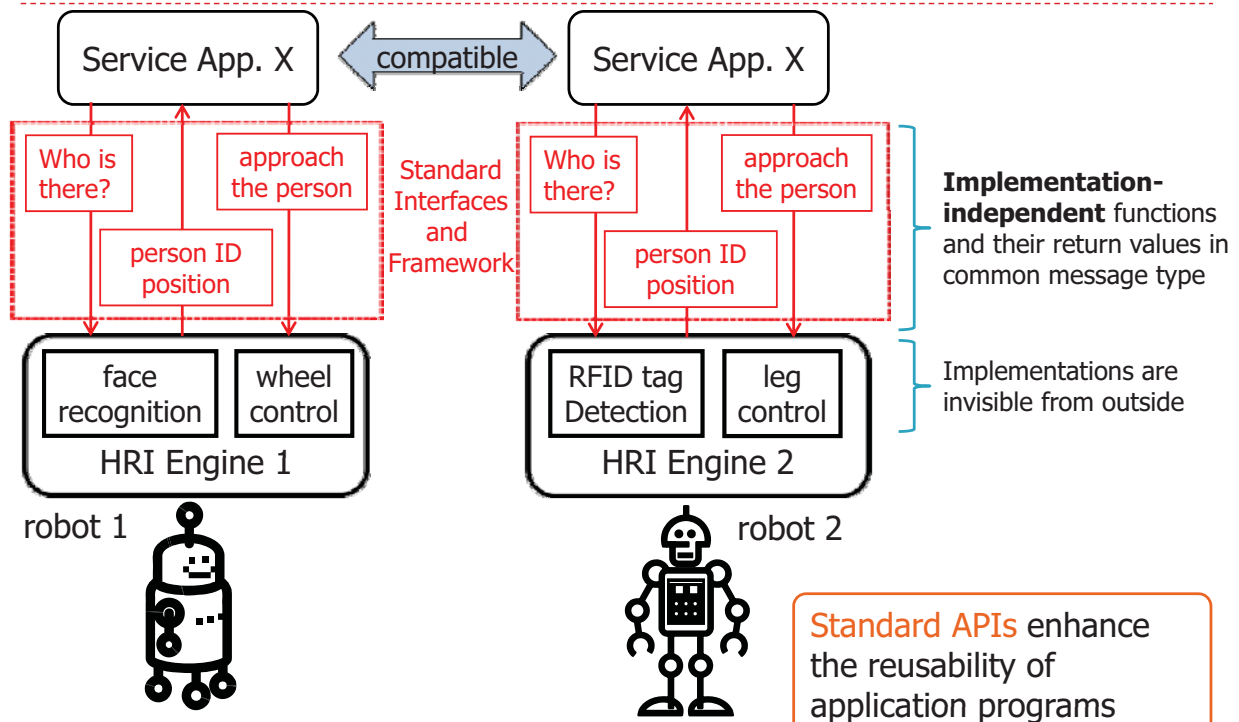 Service App. X
compatible
Service App. X
Who is
there?
approach
the person
person ID
position
Standard
Interfaces
and
Framework
Who is
there?
approach
the person
person ID
position
Implementation-
independent functions
and their return values in
common message type
face
recognition
wheel
control
HRI Engine 1
RFID tag
Detection
leg
control
HRI Engine 2
Implementations are
invisible from outside
robot 1
robot 2
Standard APIs enhance
the reusability of
application programs